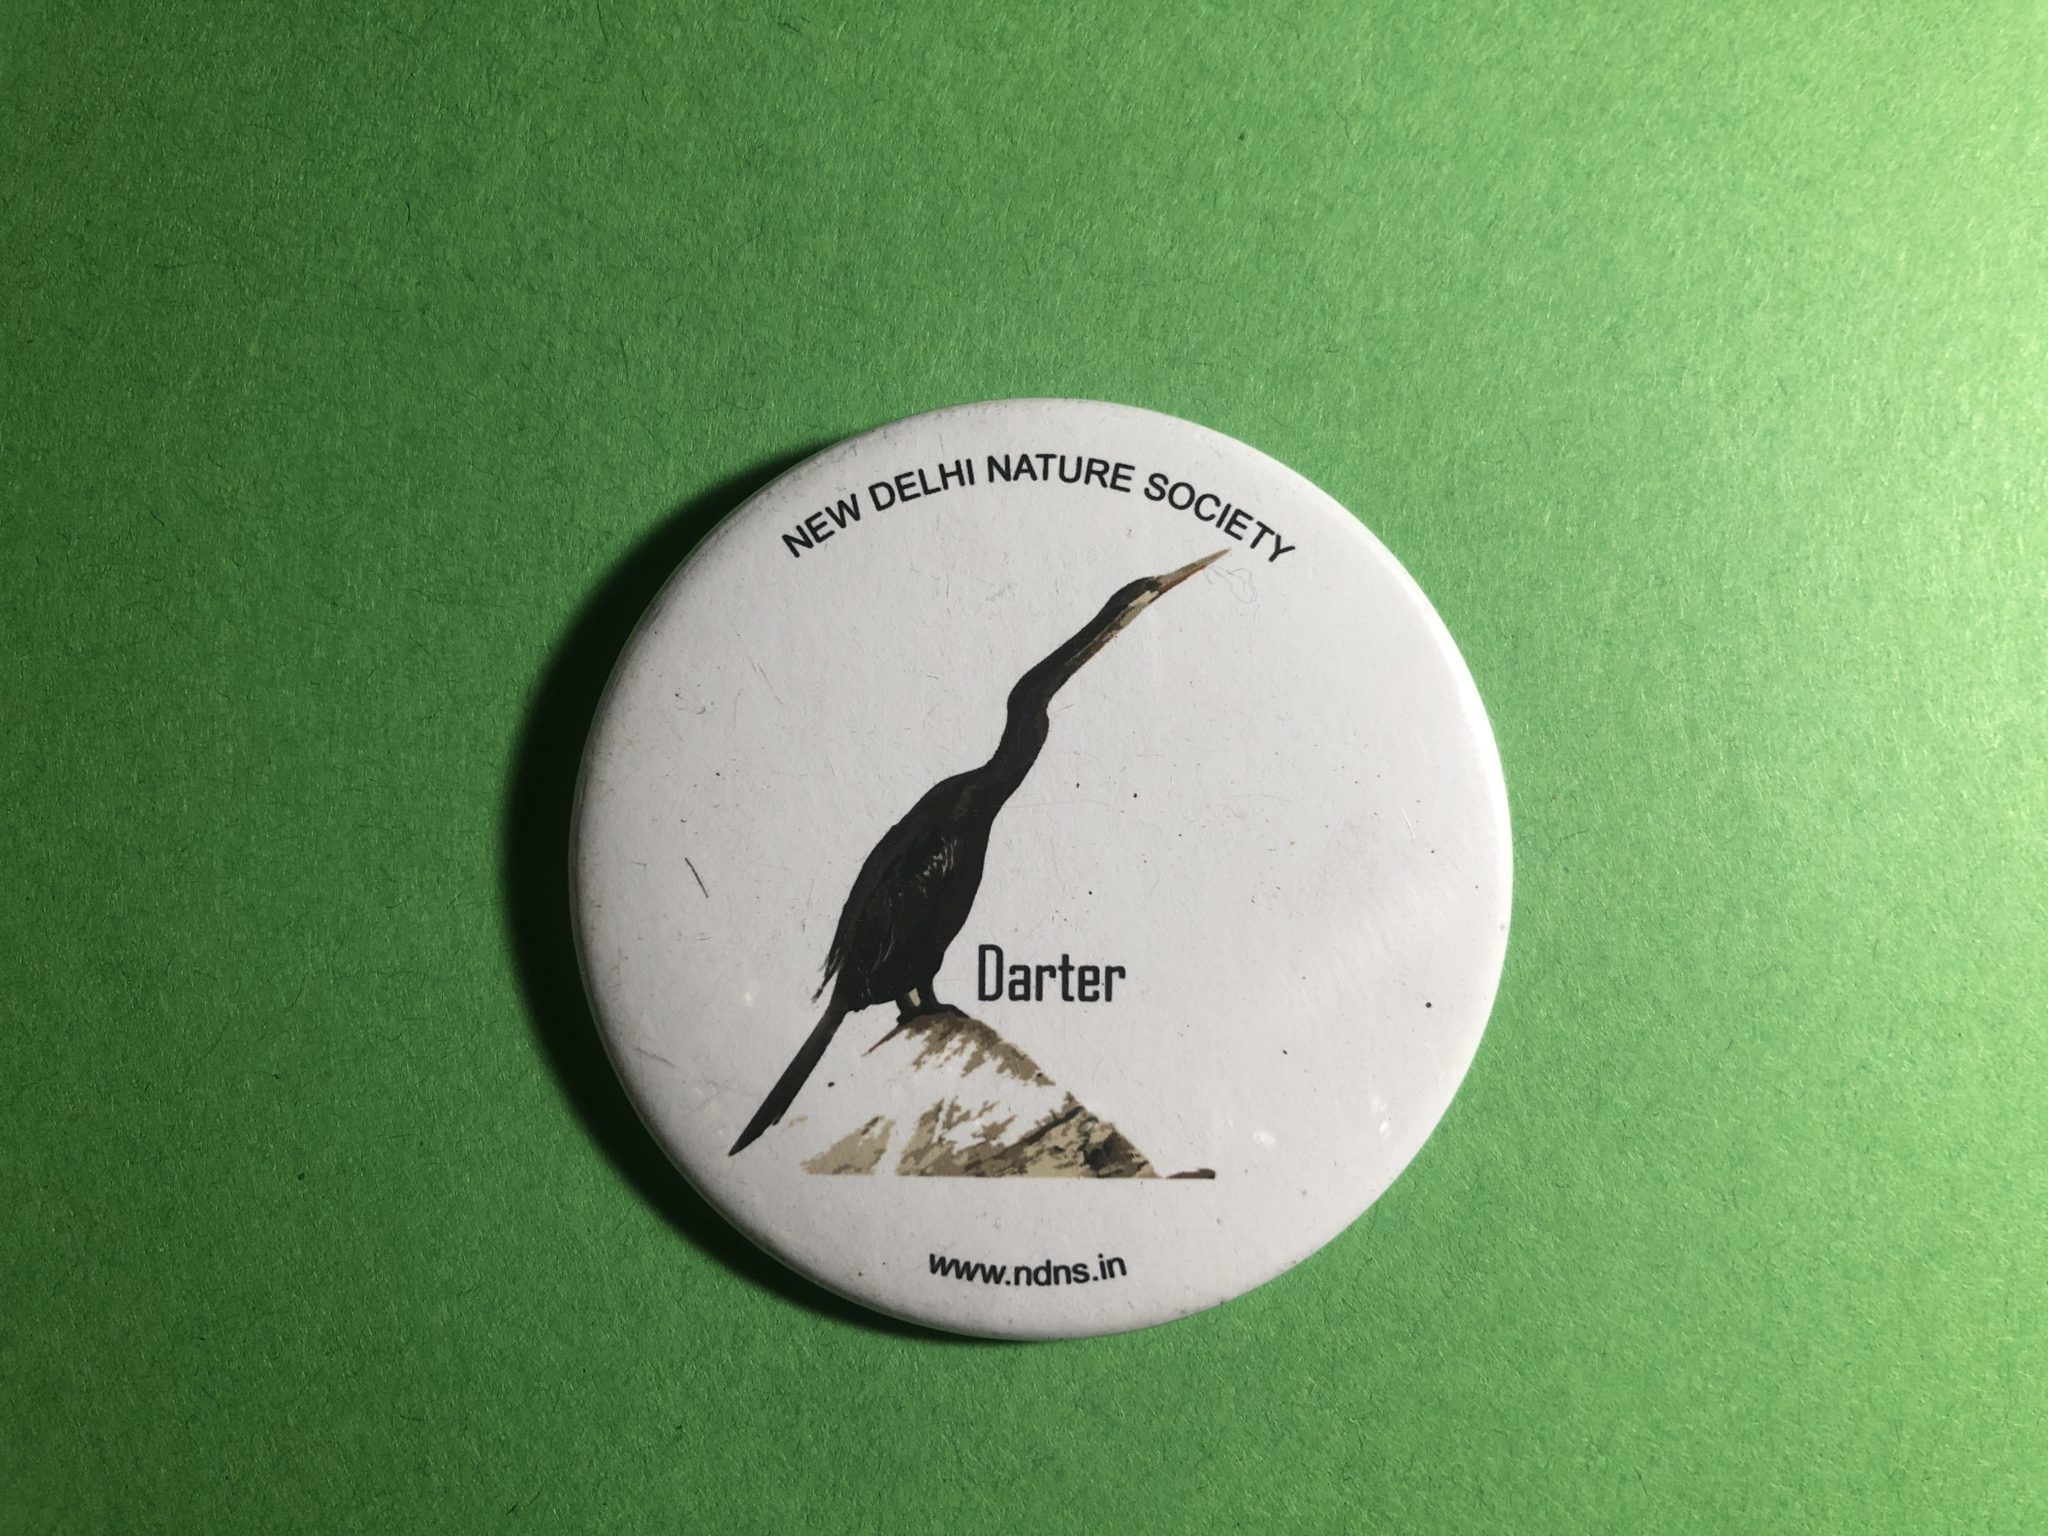 NEW DELHI NATURE SOCIETY
Darter
www.ndns.in